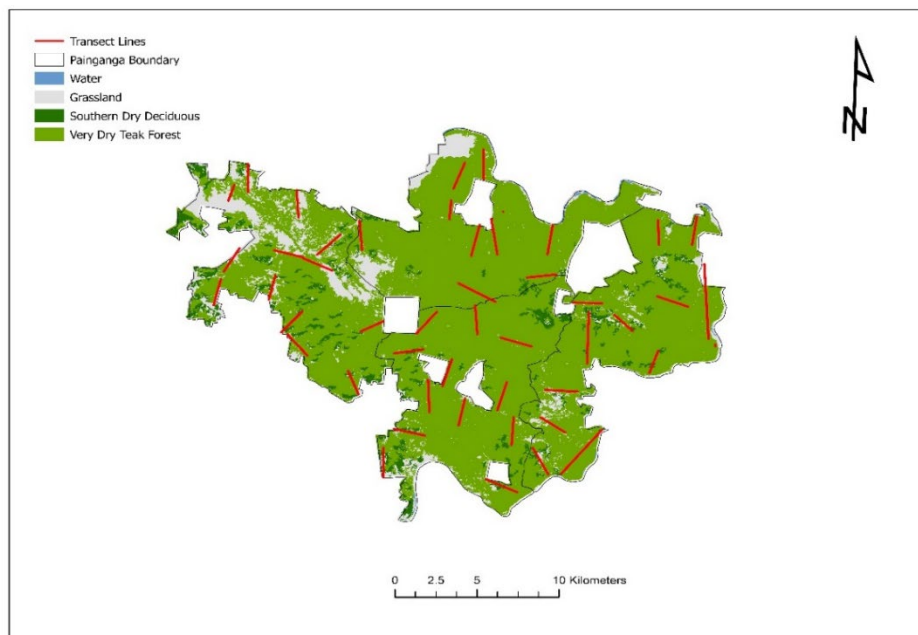 Transect Lines
Painganga Boundary
Water
Grassland
Southern Dry Deciduous
Very Dry Teak Forest
N
0 2.5 5 10 Kilometers